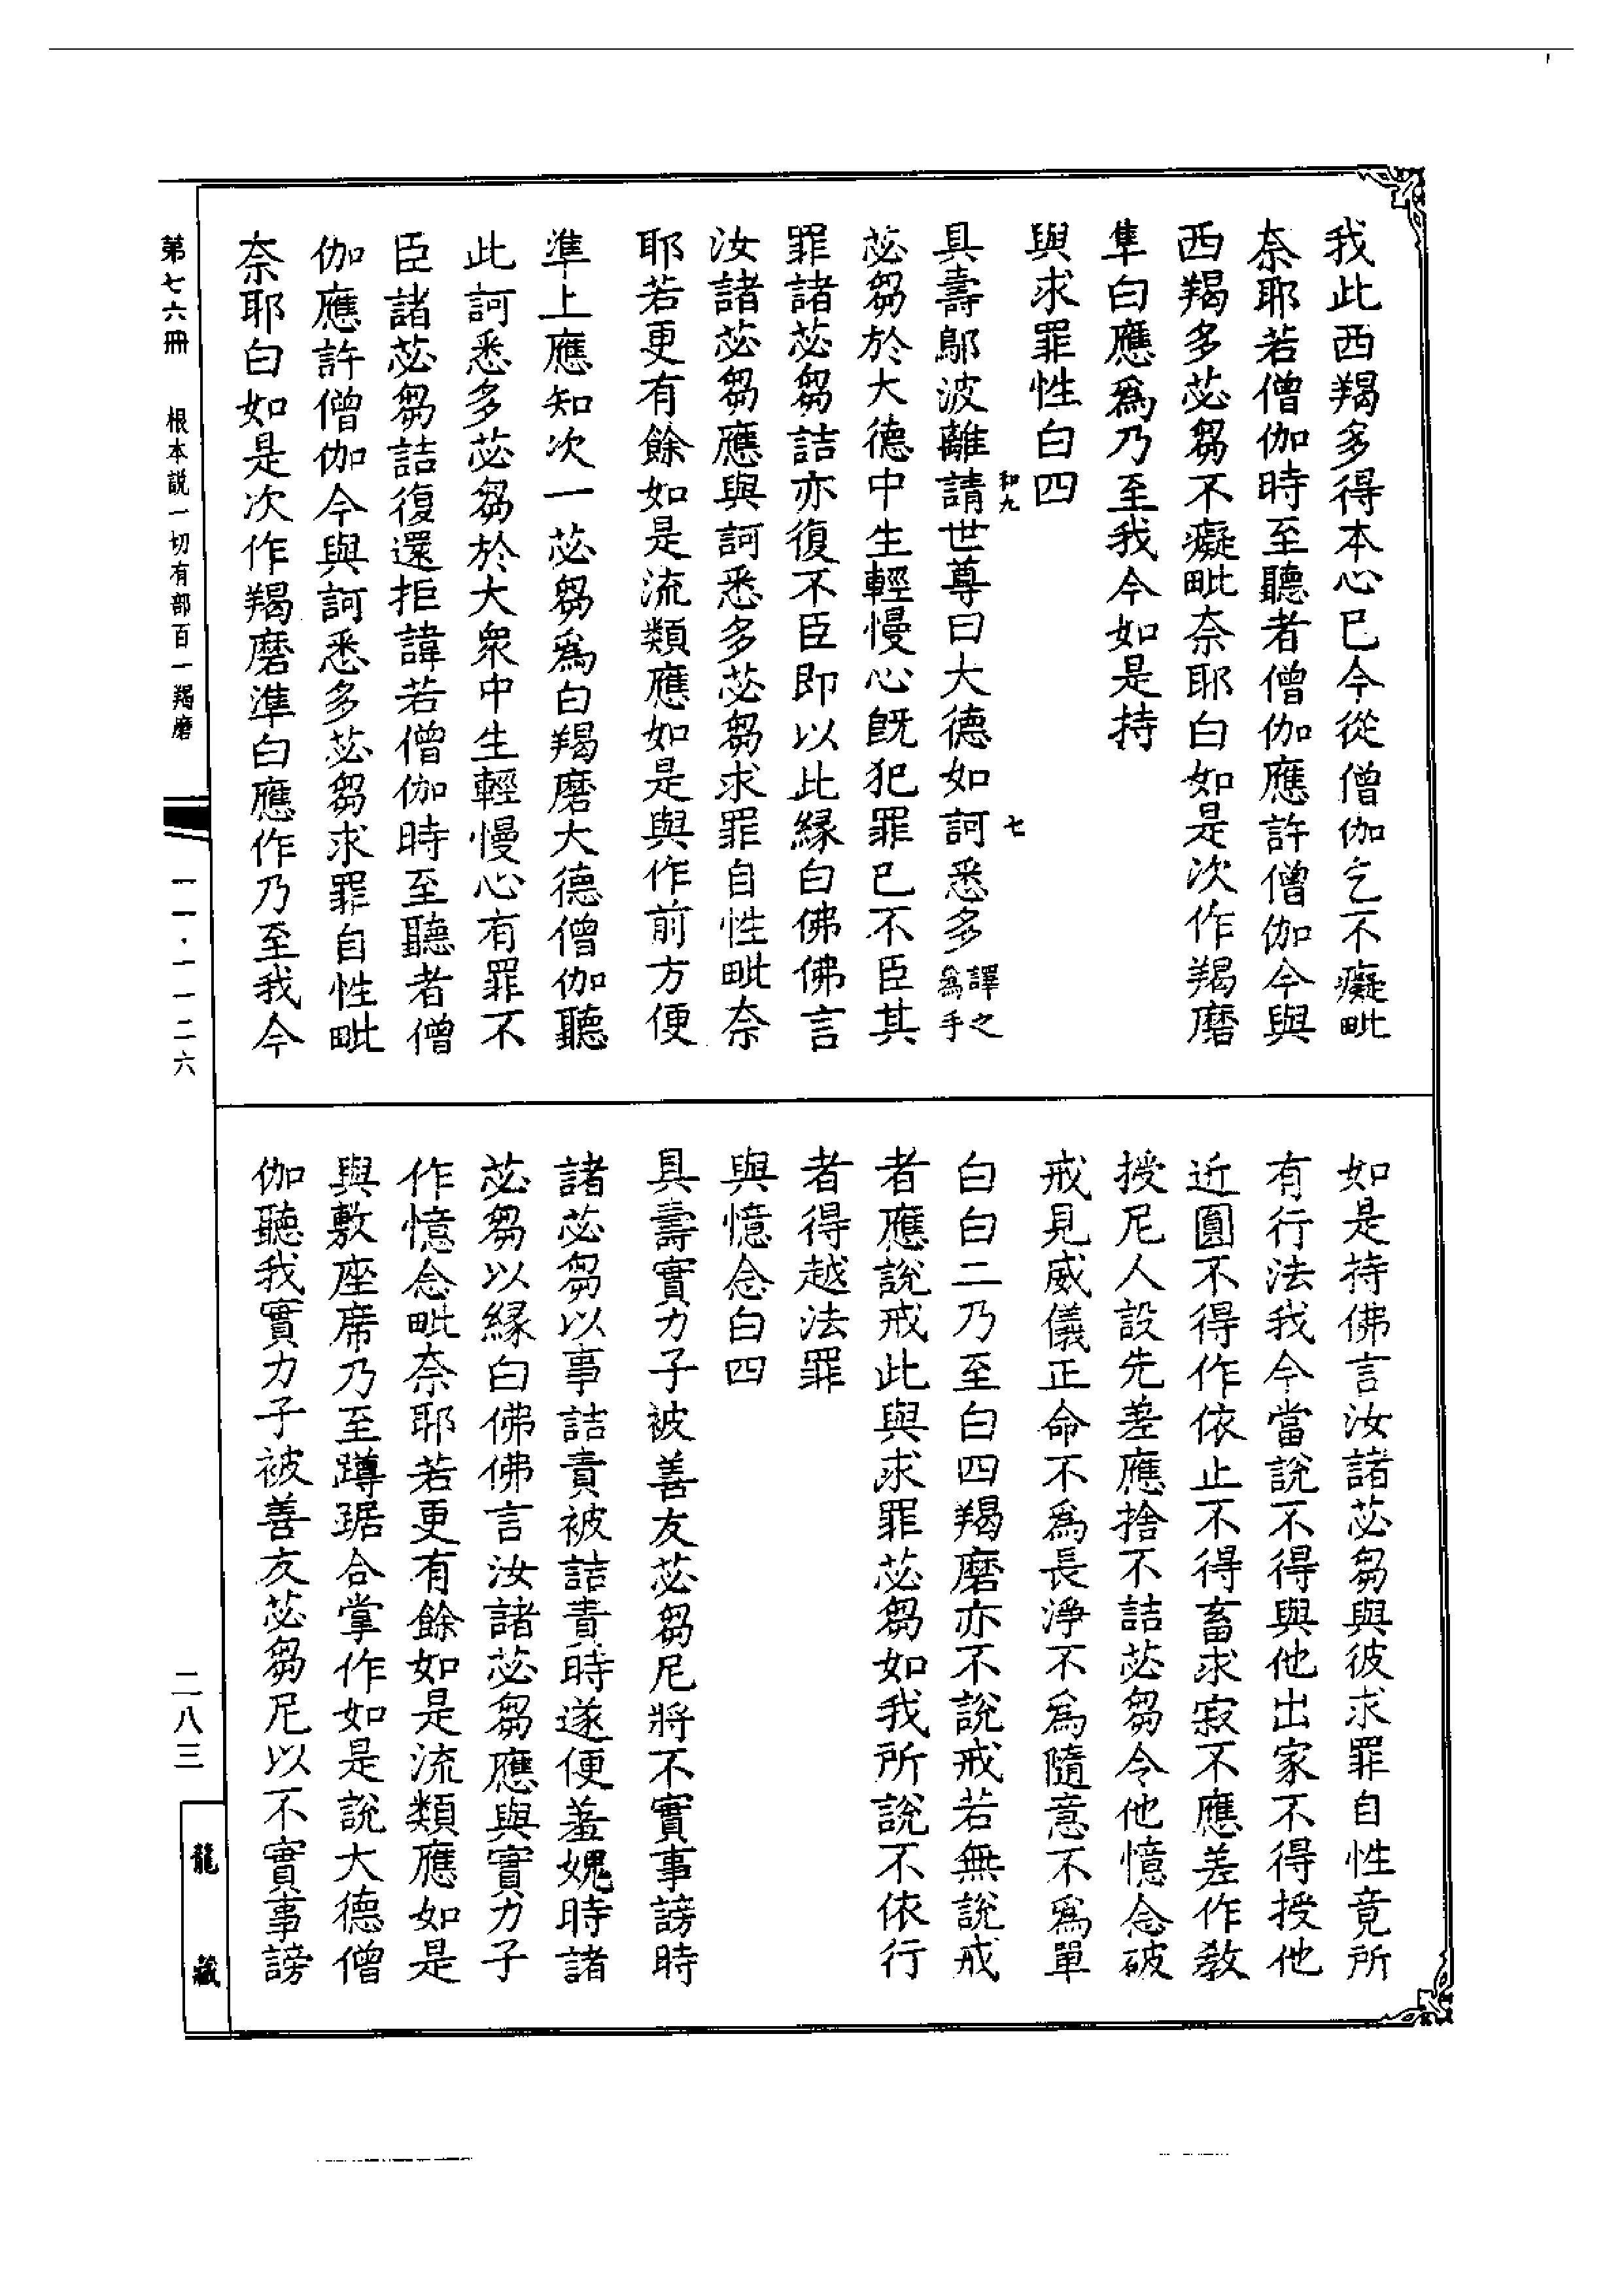 我此西羯多得本心已今從僧伽乞不癡毗
奈耶若僧伽時至聽者僧伽應許僧伽今與
西羯多苾芻不癡毗奈耶白如是次作羯磨
準白應為乃至我今如是持
與求罪性白四
和九
七
具壽鄔波離請世尊曰大德如訶悉多譯之為手
苾芻於大德中生輕慢心既犯罪已不臣其
罪諸苾芻詰亦復不臣即以此緣白佛佛言
汝諸苾芻應與訶悉多苾芻求罪自性毗奈
耶若更有餘如是流類應如是與作前方便
準上應知次一苾芻為白羯磨大德僧伽聽
此訶悉多苾芻於大眾中生輕慢心有罪不
臣諸苾芻詰復還拒諱若僧伽時至聽者僧
伽應許僧伽今與訶悉多苾芻求罪自性毗
奈耶白如是次作羯磨準白應作乃至我今
如是持佛言汝諸苾芻與彼求罪自性竟所
有行法我今當說不得與他出家不得授他
近圓不得作依止不得畜求寂不應差作教
授尼人設先差應捨不詰苾芻令他憶念破
戒見威儀正命不為長淨不為隨意不為單
白白二乃至白四羯磨亦不說戒若無說戒
者應說戒此與求罪苾芻如我所說不依行
者得越法罪
與憶念白四
具壽實力子被善友苾芻尼將不實事謗時
諸苾芻以事詰責被詰責時遂便羞媿時諸
苾芻以緣白佛佛言汝諸苾芻應與實力子
作憶念毗奈耶若更有餘如是流類應如是
與敷座席乃至蹲踞合掌作如是說大德僧
伽聽我實力子被善友苾芻尼以不實事謗
第七六冊　根本說一切有部百一羯磨
一一·一一二六
二八三
龍藏